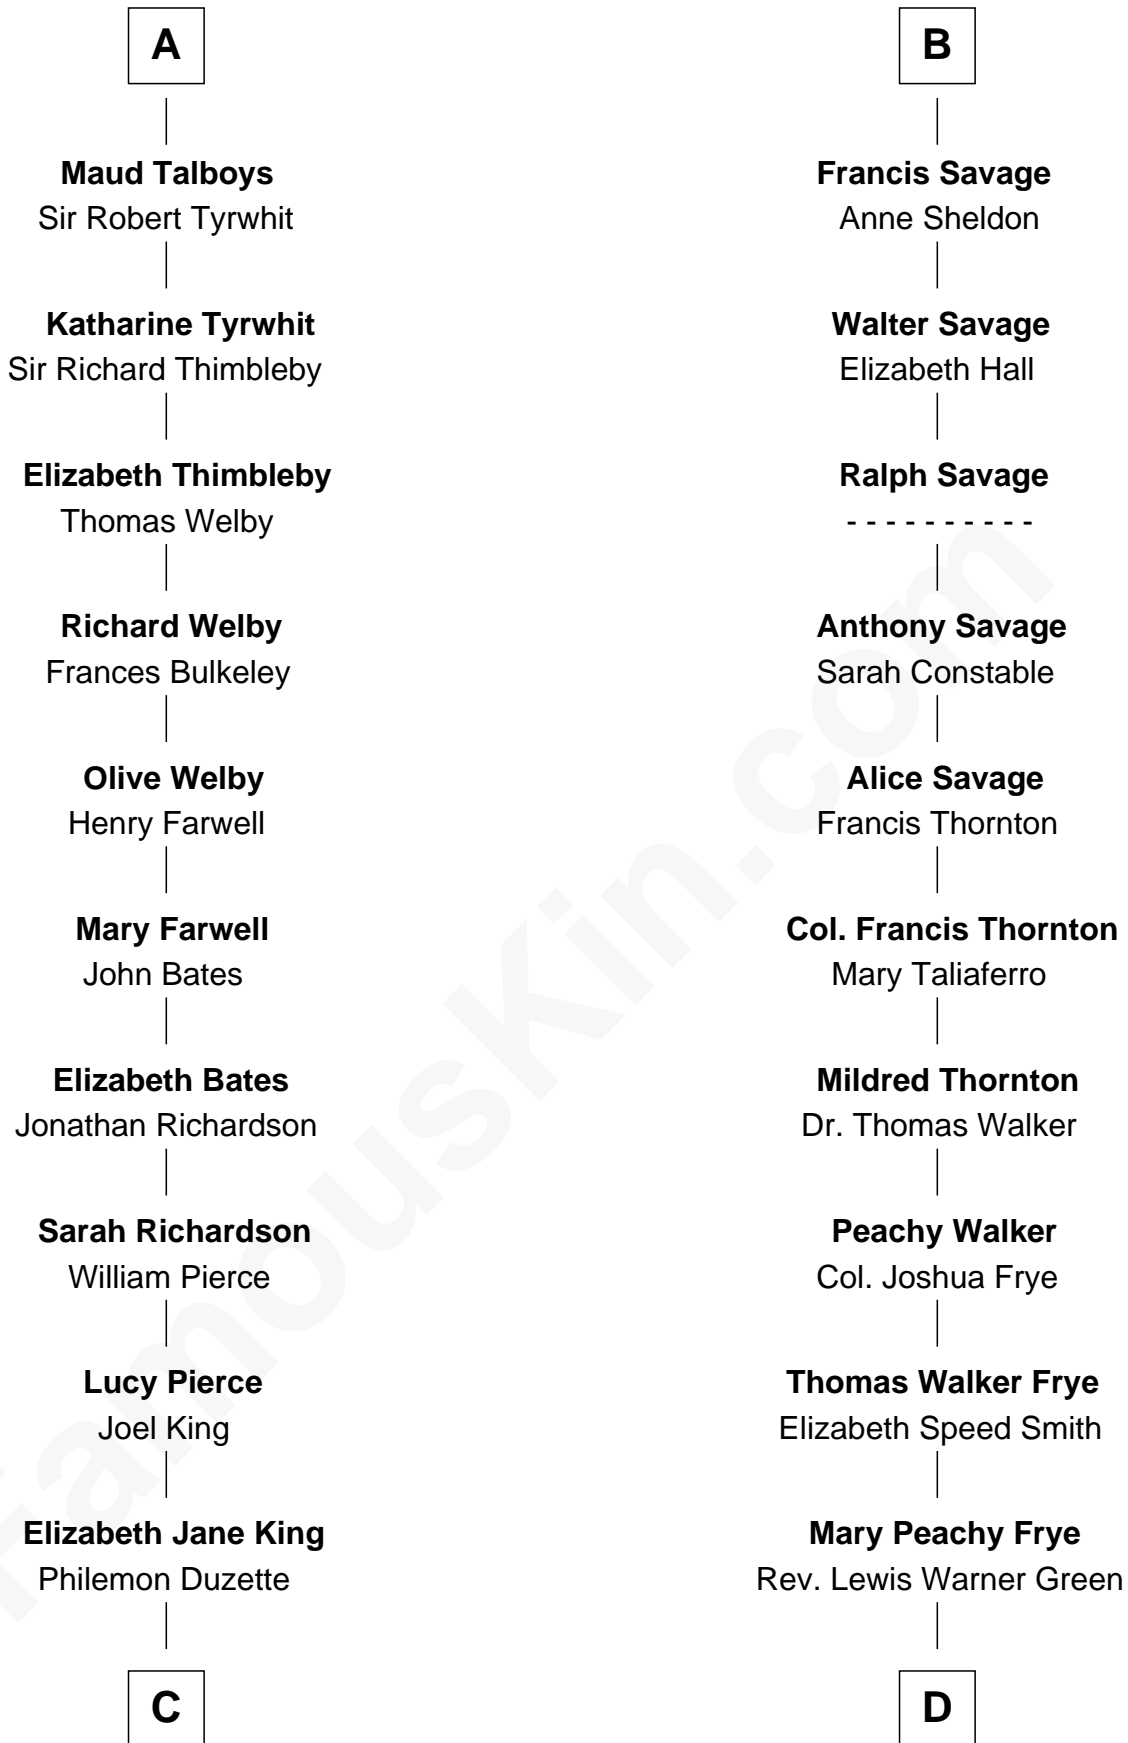 A
Maud Talboys
Sir Robert Tyrwhit
Katharine Tyrwhit
Sir Richard Thimbleby
Elizabeth Thimbleby
Thomas Welby
Richard Welby
Frances Bulkeley
Olive Welby
Henry Farwell
Mary Farwell
John Bates
Elizabeth Bates
Jonathan Richardson
Sarah Richardson
William Pierce
Lucy Pierce
Joel King
Elizabeth Jane King
Philemon Duzette
C
B
Francis Savage
Anne Sheldon
Walter Savage
Elizabeth Hall
Ralph Savage
- - - - - - - - - -
Anthony Savage
Sarah Constable
Alice Savage
Francis Thornton
Col. Francis Thornton
Mary Taliaferro
Mildred Thornton
Dr. Thomas Walker
Peachy Walker
Col. Joshua Frye
Thomas Walker Frye
Elizabeth Speed Smith
Mary Peachy Frye
Rev. Lewis Warner Green
D
FamousKin.com